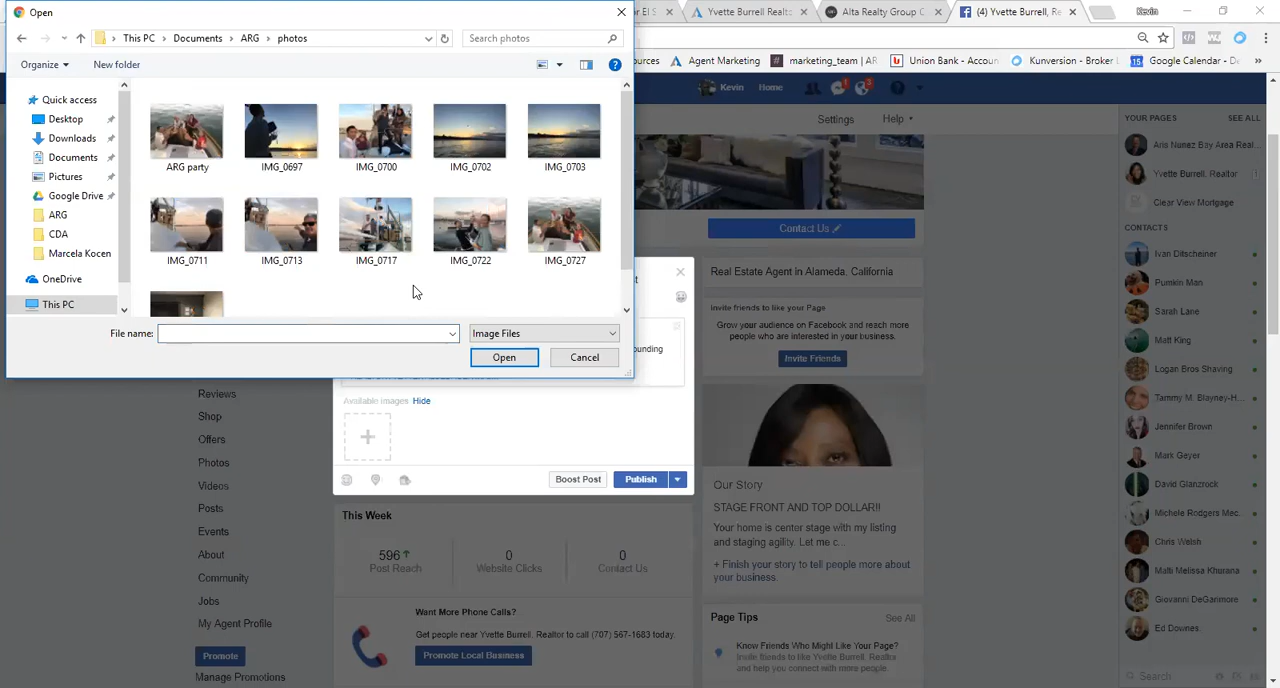 Open
or El S
Yvette Burrell Realto
Alta Realty Group C
(4) Yvette Burrell, Re
Kevin
This PC
Documents
ARG
photos
Search photos
Organize
New folder
ources
Agent Marketing
marketing_team | AR
Union Bank - Accoun
Kunversion - Broker
Google Calendar - De
Quick access
Desktop
Downloads
Documents
Pictures
Google Drive
ARG
CDA
Marcela Kocen
OneDrive
This PC
ARG party
IMG_0697
IMG_0700
IMG_0702
IMG_0703
IMG_0711
IMG_0713
IMG_0717
IMG_0722
IMG_0727
File name:
Image Files
Open
Cancel
Kevin
Home
Settings
Help
Contact Us
Real Estate Agent in Alameda, California
Invite friends to like your Page
Grow your audience on Facebook and reach more
people who are interested in your business.
Invite Friends
ounding
Available images Hide
Boost Post
Publish
Reviews
Shop
Offers
Photos
Videos
Posts
Events
About
Community
Jobs
My Agent Profile
Promote
Manage Promotions
This Week
596
Post Reach
0
Website Clicks
0
Contact Us
Want More Phone Calls?
Get people near Yvette Burrell. Realtor to call (707) 567-1683 today.
Promote Local Business
Our Story
STAGE FRONT AND TOP DOLLAR!!
Your home is center stage with my listing
and staging agility. Let me c...
+ Finish your story to tell people more about
your business.
Page Tips
See All
Know Friends Who Might Like Your Page?
Invite friends to like Yvette Burrell, Realtor
and help you connect with more people.
YOUR PAGES
SEE ALL
Aris Nunez Bay Area Real...
Yvette Burrell. Realtor
1
Clear View Mortgage
CONTACTS
Ivan Ditscheiner
Pumkin Man
Sarah Lane
Matt King
Logan Bros Shaving
Tammy M. Blayney-H...
Jennifer Brown
Mark Geyer
David Glanzrock
Michele Rodgers Mec...
Chris Welsh
Matti Melissa Khurana
Giovanni DeGanmore
Ed Downes
Search